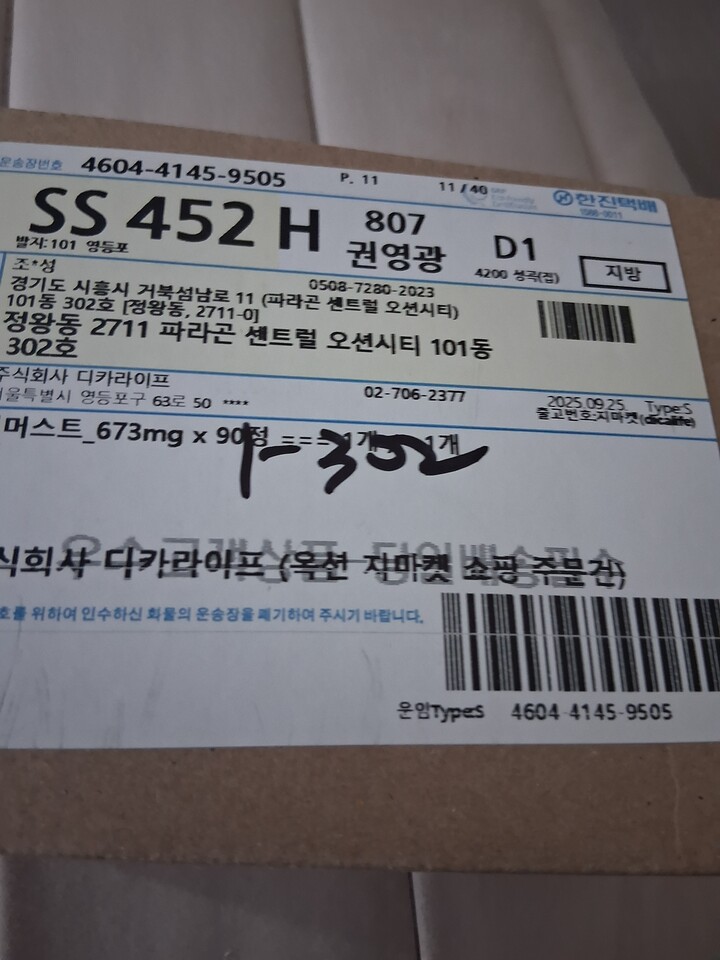 운송장번호 4604-4145-9505 P. 11 11/40 한진택배
1588-0011
SS 452 H 807 권영광 D1 지방
발지:101 영등포 4200 성곡(집)
조*성 0508-7280-2023
경기도 시흥시 거북섬남로 11 (파라곤 센트럴 오션시티)
101동 302호 [정왕동, 2711-0]
정왕동 2711 파라곤 센트럴 오션시티 101동
302호
주식회사 디카라이프 02-706-2377
서울특별시 영등포구 63로 50 **** 2025.09.25 Type:S
출고번호:지마켓(dicalife)
머스트_673mg x 90정 === 1개 1개
1-302
식회사 디카라이프 (옥션 지마켓 쇼핑 주문건)
호를 위하여 인수하신 화물의 운송장을 폐기하여 주시기 바랍니다.
운임Type:S 4604-4145-9505